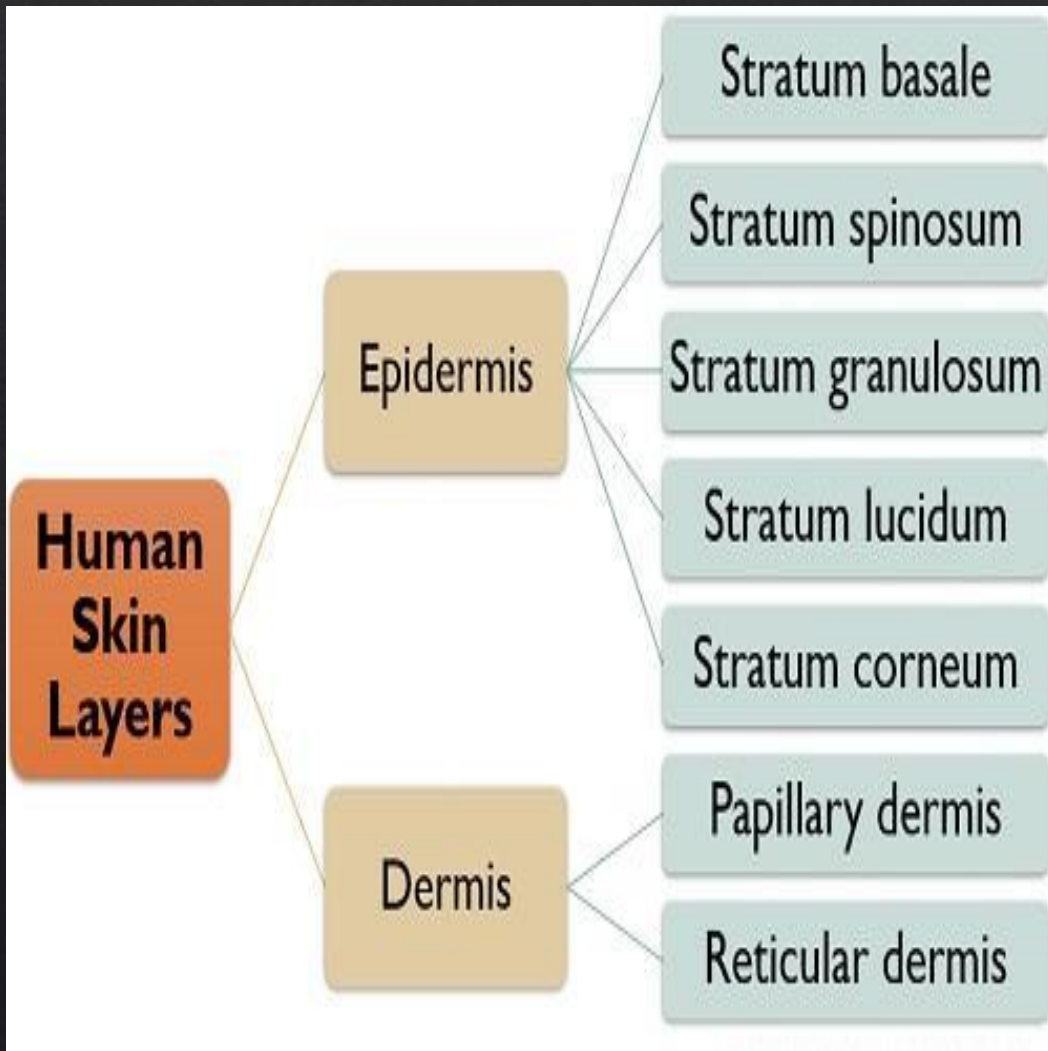 Human
Skin
Layers
Epidermis
Stratum basale
Stratum spinosum
Stratum granulosum
Stratum lucidum
Stratum corneum
Dermis
Papillary dermis
Reticular dermis